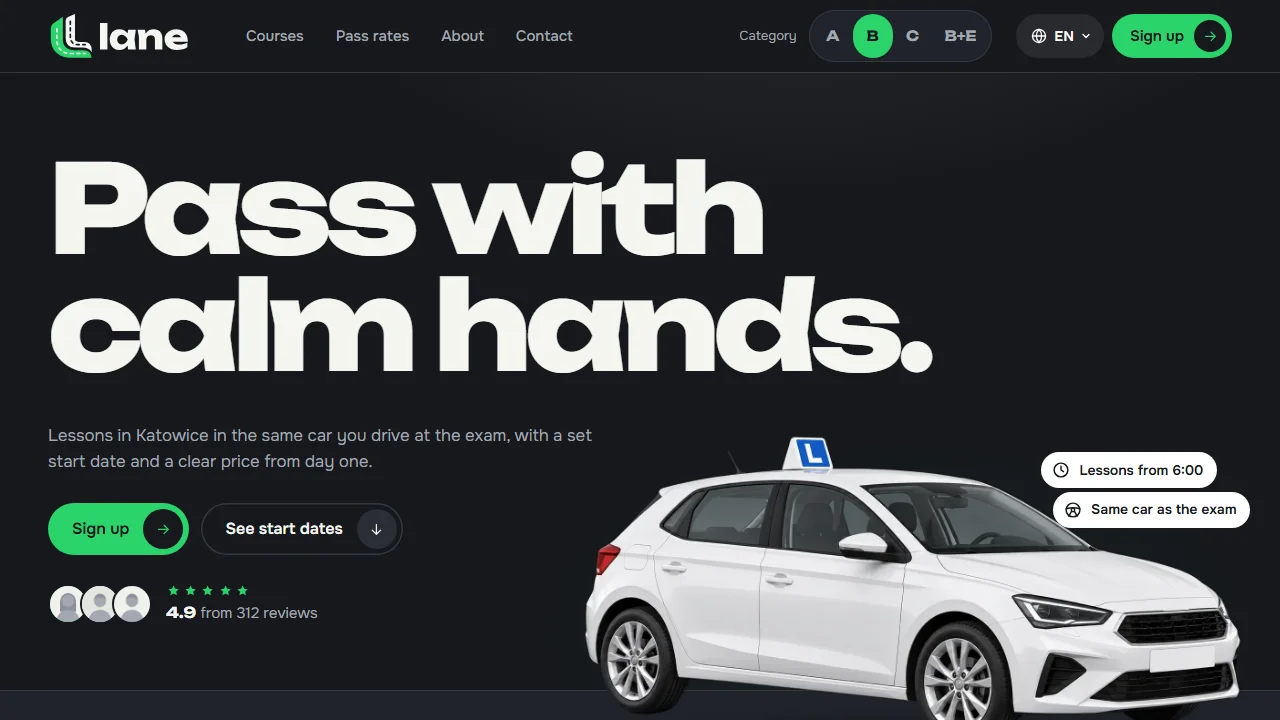 lane
Courses
Pass rates
About
Contact
Category
A
B
C
B+E
EN
Sign up
Pass with
calm hands.
Lessons in Katowice in the same car you drive at the exam, with a set
start date and a clear price from day one.
L
Lessons from 6:00
Same car as the exam
Sign up
See start dates
4.9 from 312 reviews